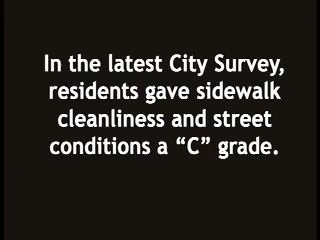 In the latest City Survey,
residents gave sidewalk
cleanliness and street
conditions a “C” grade.